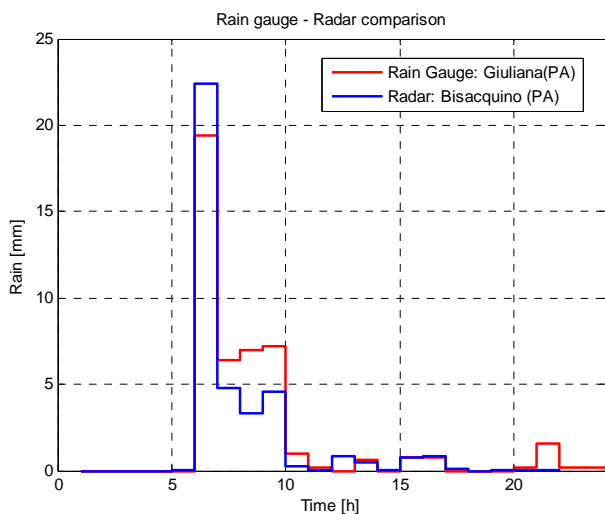 Rain gauge - Radar comparison
25
20
15
10
5
0
Rain [mm]
Rain Gauge: Giuliana(PA)
Radar: Bisacquino (PA)
0 5 10 15 20
Time [h]